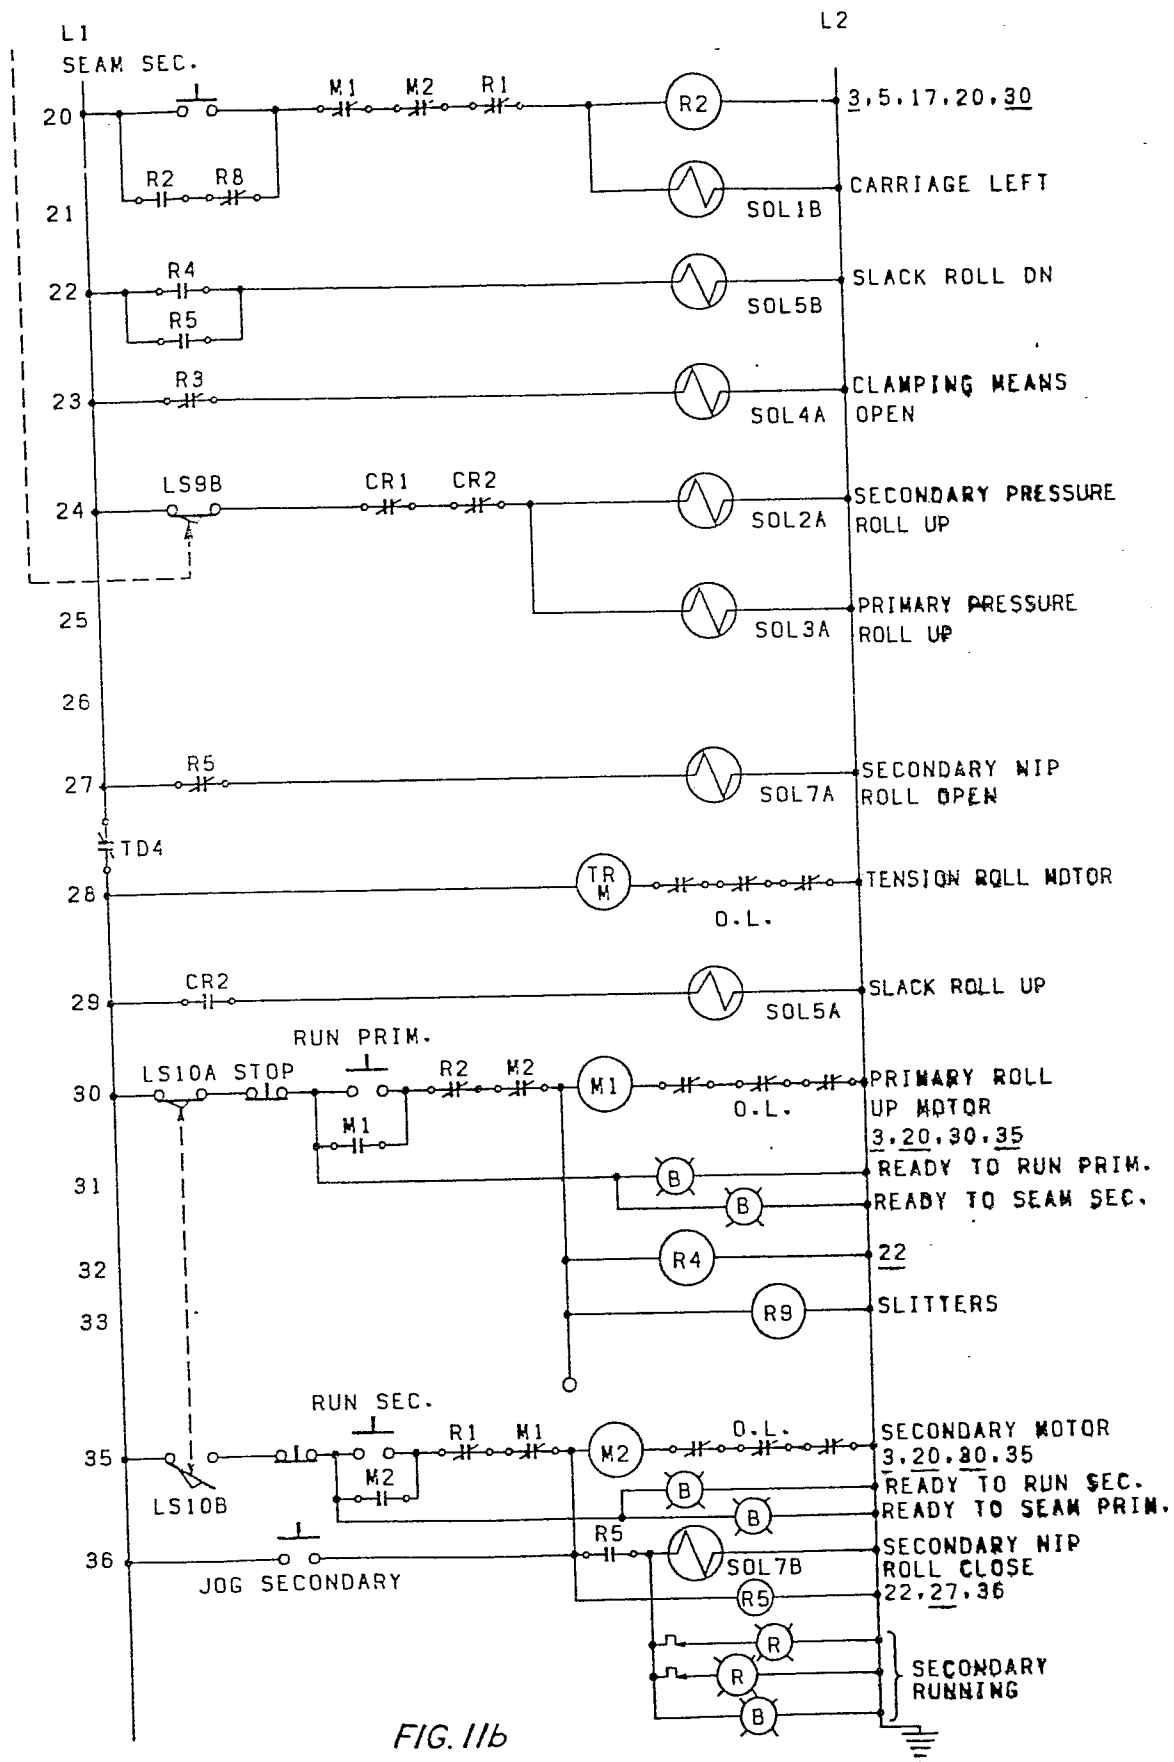 L1
L2
SEAM SEC.
M1 M2 R1
20
R2
3,5,17,20,30
R2 R8
21
SOL1B
CARRIAGE LEFT
R4
22
SOL5B
SLACK ROLL DN
R5
R3
23
SOL4A
CLAMPING MEANS
OPEN
LS9B
CR1 CR2
24
SOL2A
SECONDARY PRESSURE
ROLL UP
25
SOL3A
PRIMARY PRESSURE
ROLL UP
26
R5
27
SOL7A
SECONDARY NIP
ROLL OPEN
TD4
28
TR
M
O.L.
TENSION ROLL MOTOR
CR2
29
SOL5A
SLACK ROLL UP
RUN PRIM.
LS10A STOP
R2 M2
30
M1
O.L.
PRIMARY ROLL
UP MOTOR
3,20,30,35
M1
31
B
READY TO RUN PRIM.
B
READY TO SEAM SEC.
32
R4
22
33
R9
SLITTERS
RUN SEC.
R1 M1
35
M2
O.L.
SECONDARY MOTOR
3,20,30,35
LS10B
M2
B
READY TO RUN SEC.
B
READY TO SEAM PRIM.
36
JOG SECONDARY
R5
SOL7B
SECONDARY NIP
ROLL CLOSE
R5
22,27,36
R
R
B
SECONDARY
RUNNING
FIG. 11b